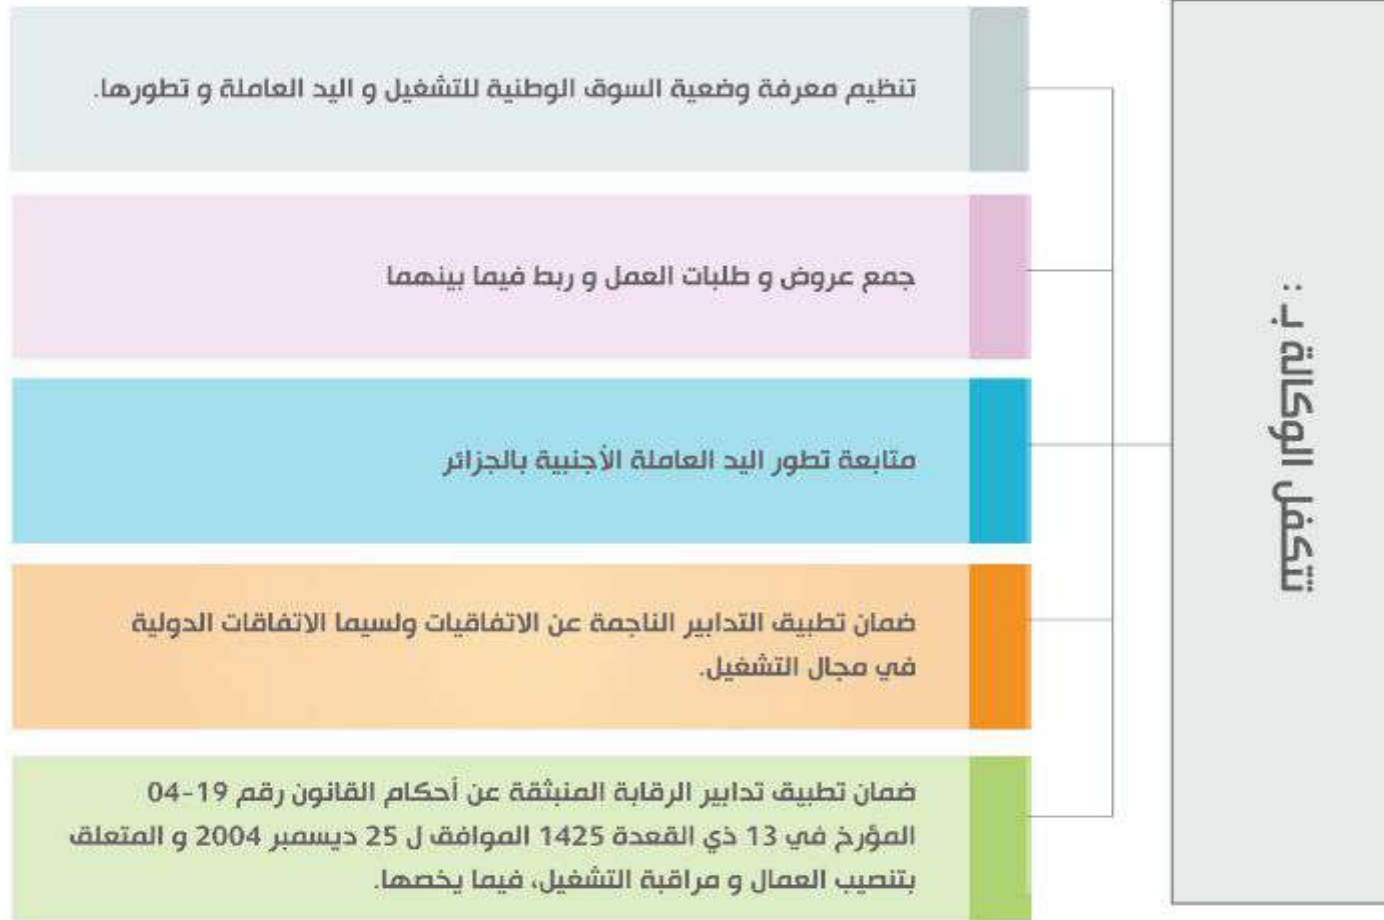 تتكفل الوكالة ب :
تنظيم معرفة وضعية السوق الوطنية للتشغيل و اليد العاملة و تطورها.
جمع عروض و طلبات العمل و ربط فيما بينهما
متابعة تطور اليد العاملة الأجنبية بالجزائر
ضمان تطبيق التدابير الناجمة عن الاتفاقيات ولسيما الاتفاقات الدولية
في مجال التشغيل.
ضمان تطبيق تدابير الرقابة المنبثقة عن أحكام القانون رقم 19-04
المؤرخ في 13 ذي القعدة 1425 الموافق ل 25 ديسمبر 2004 و المتعلق
بتنصيب العمال و مراقبة التشغيل، فيما يخصها.